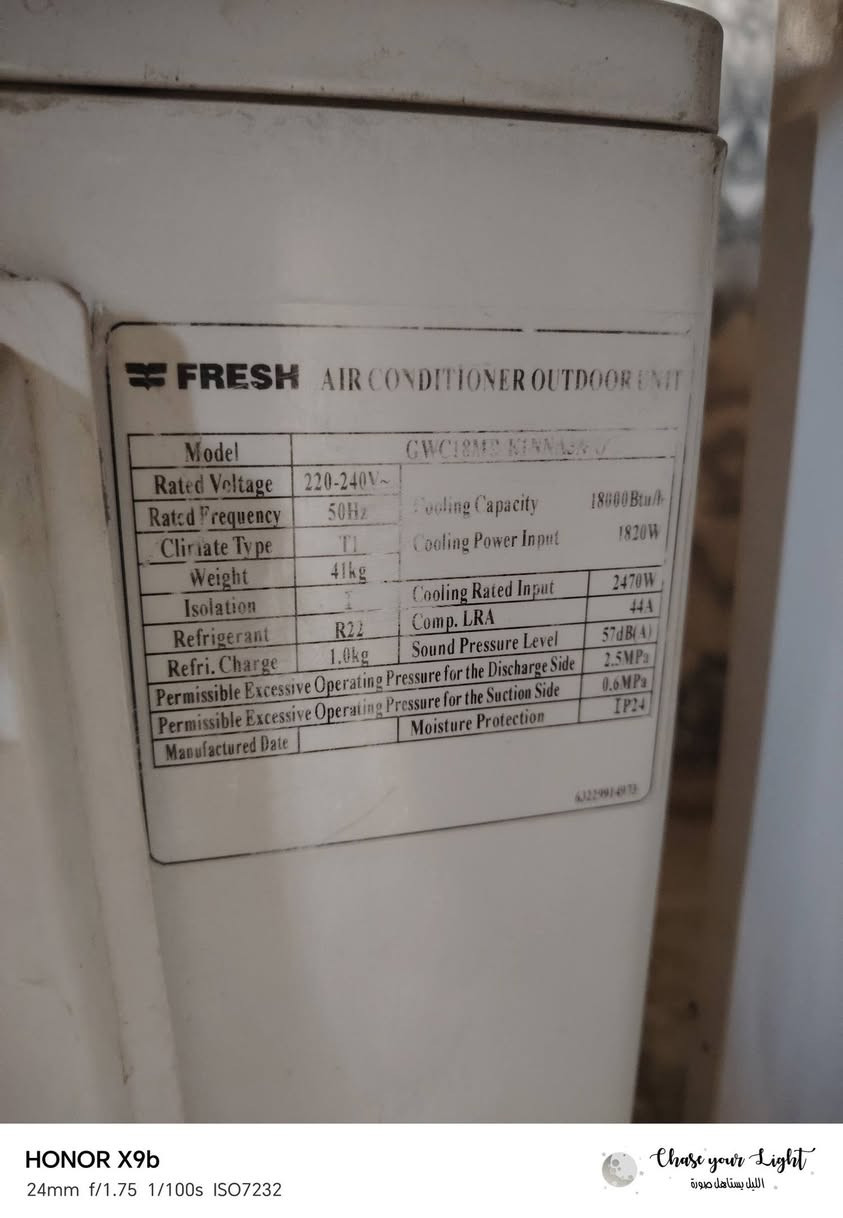 FRESH AIR CONDITIONER OUTDOOR UNIT
Model
Rated Voltage 220-240V~
Rated Frequency 50Hz
Cooling Capacity 18000Btu/h
Climate Type T1
Cooling Power Input 1820W
Weight 41kg
Cooling Rated Input 2470W
Isolation I
Comp. LRA 44A
Refrigerant R22
Sound Pressure Level 57dB(A)
Refri. Charge 1.0kg
Permissible Excessive Operating Pressure for the Discharge Side 2.5MPa
Permissible Excessive Operating Pressure for the Suction Side 0.6MPa
Manufactured Date Moisture Protection IP24
HONOR X9b
24mm f/1.75 1/100s ISO7232
Chase your Light
الليل يستاهل صورة